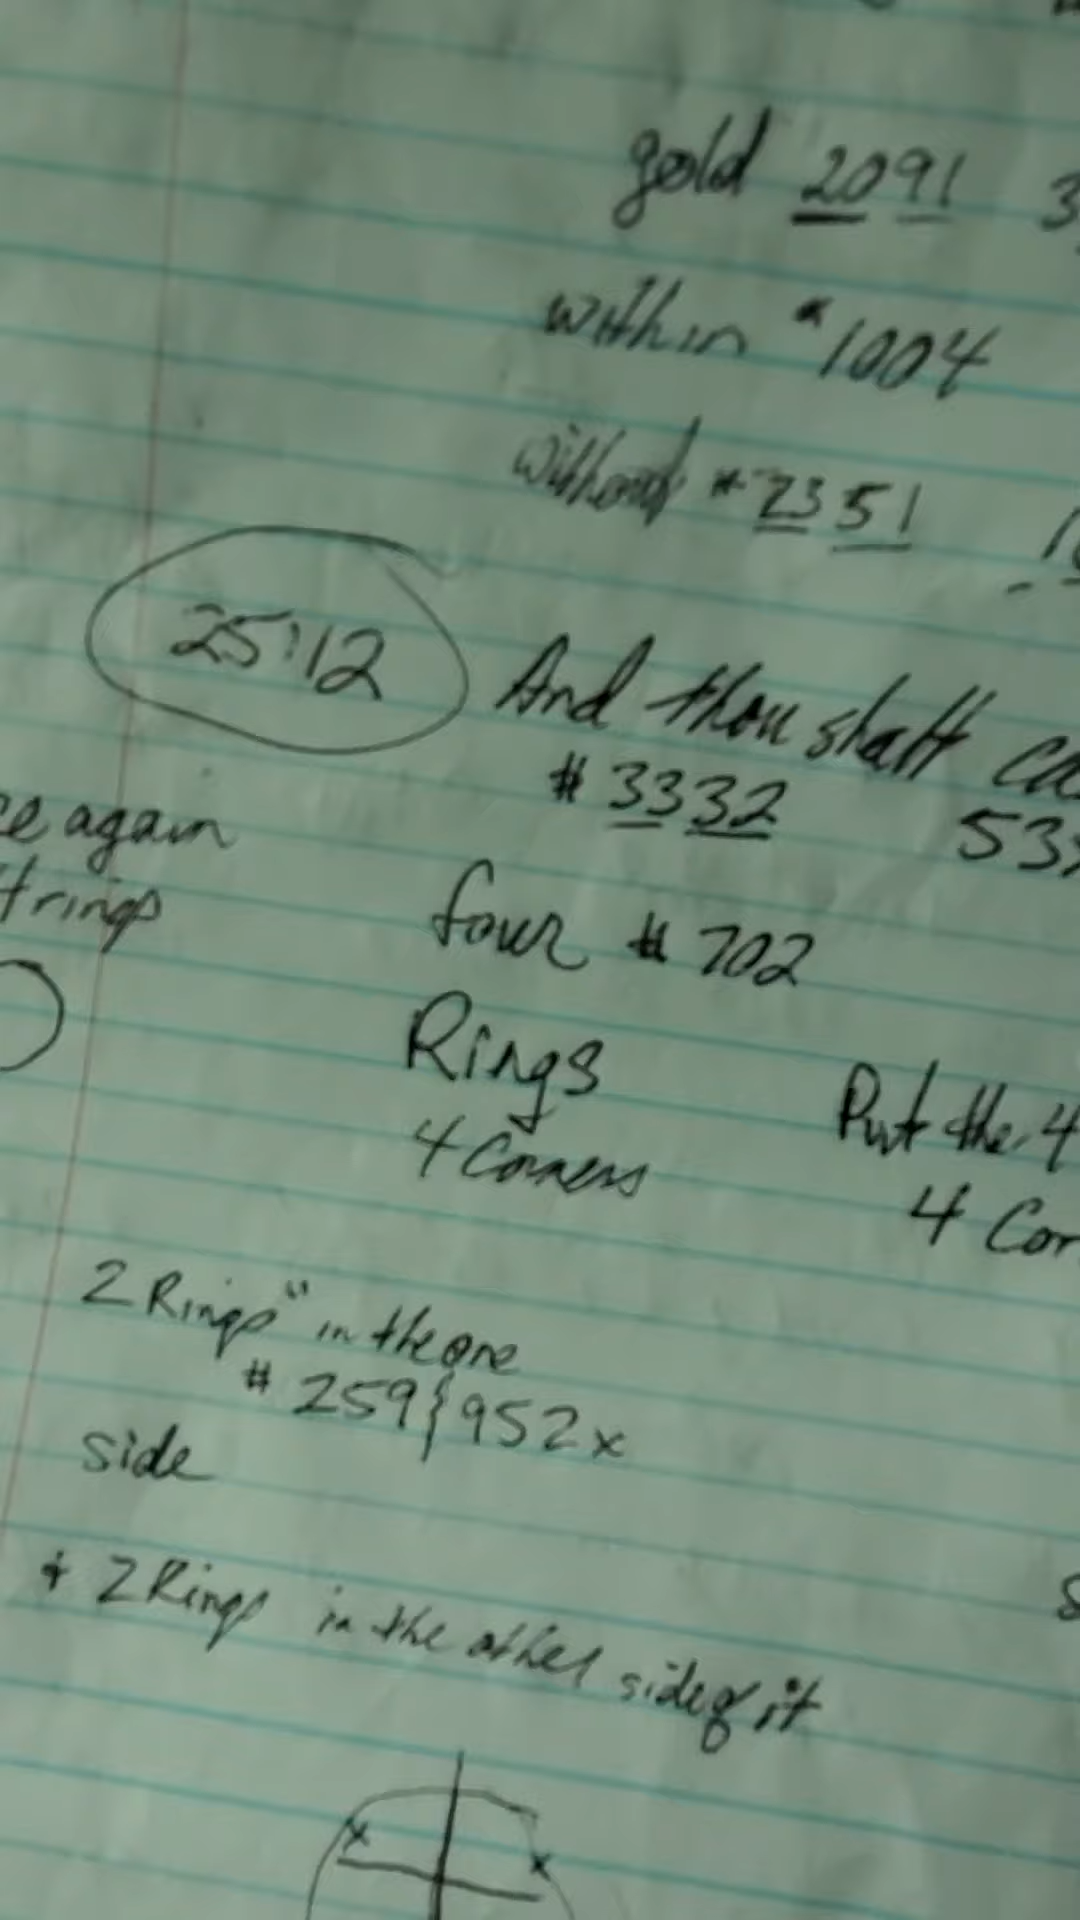 gold 2091
within "1004
without # 2351
25:12 And thou shalt
# 3332
again
four # 702
rings
Rings
Put the 4
4 Corners
4 Cor
2 Rings" in the one
# 259}952x
side
+ 2 Rings in the other side of it
x
x